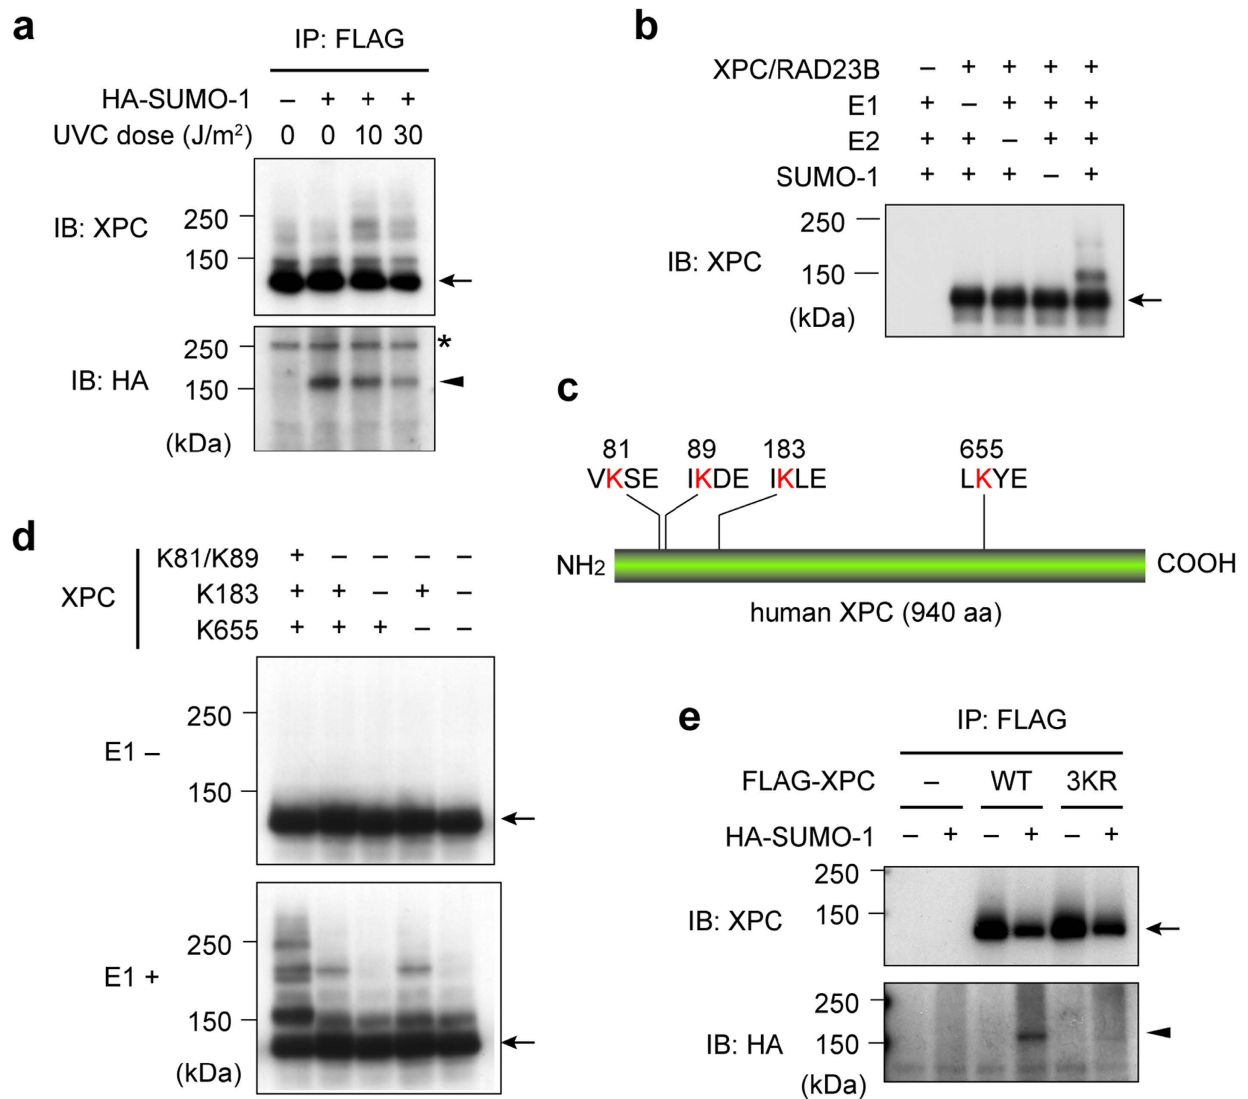 a
IP: FLAG
HA-SUMO-1 – + + +
UVC dose (J/m²) 0 0 10 30
IB: XPC
250
150
IB: HA
250
150
(kDa)
*
b
XPC/RAD23B – + + + +
E1 + – + + +
E2 + + – + +
SUMO-1 + + + – +
IB: XPC
250
150
(kDa)
c
81 89 183 655
VKSE IKDE IKLE LKYE
NH2 COOH
human XPC (940 aa)
d
XPC
K81/K89 + – – – –
K183 + + – + –
K655 + + + – –
E1 –
250
150
E1 +
250
150
(kDa)
e
IP: FLAG
FLAG-XPC – WT 3KR
HA-SUMO-1 – + – + – +
IB: XPC
250
150
IB: HA
250
150
(kDa)